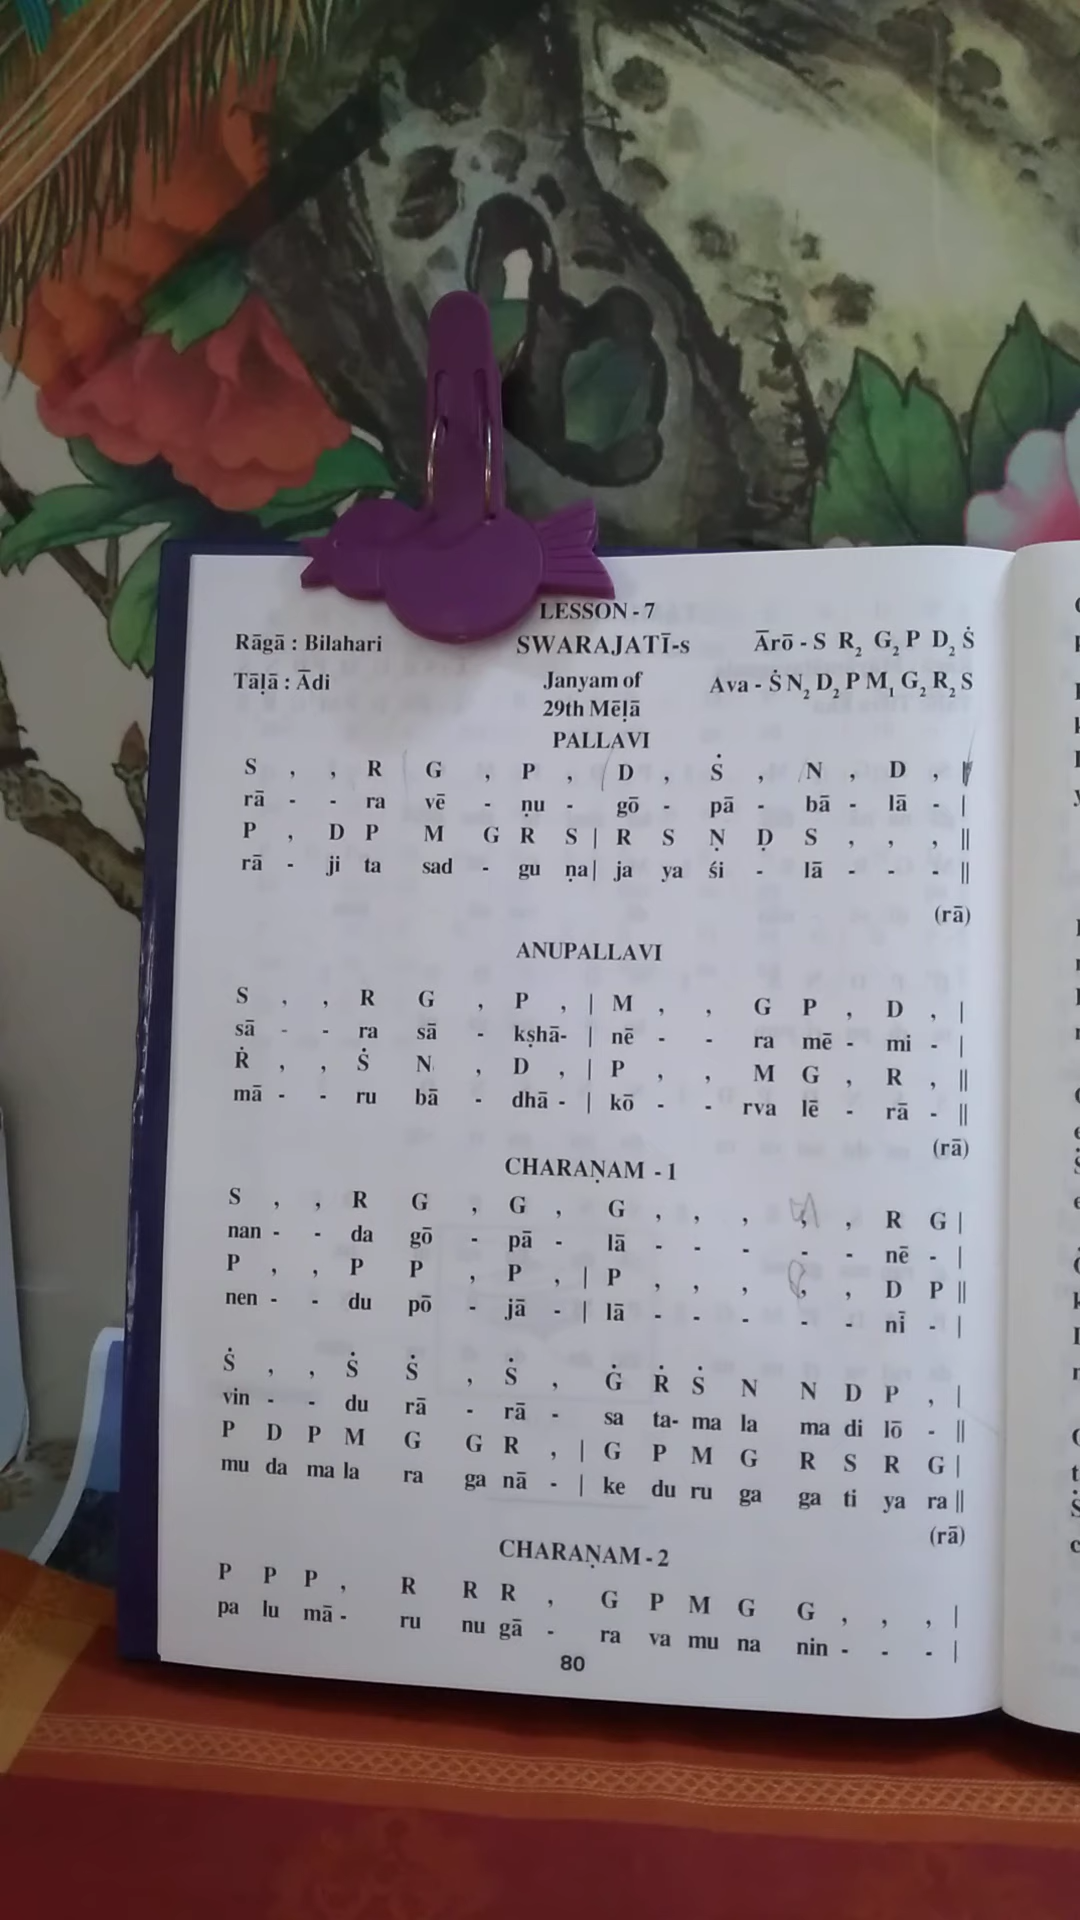 LESSON - 7
Rāgā : Bilahari SWARAJATĪ-s Ārō - S R₂ G₂ P D₂ Ṡ
Tāḷā : Ādi Janyam of Ava - Ṡ N₂ D₂ P M₁ G₂ R₂ S
29th Mēḷā
PALLAVI
S , , R G , P , D , Ṡ , N , D , |
rā - - ra vē - ṇu - gō - pā - bā - lā - |
P , D P M G R S | R S Ṇ Ḍ S , , , ||
rā - ji ta sad - gu ṇa | ja ya śi - lā - - - ||
(rā)
ANUPALLAVI
S , , R G , P , | M , , G P , D , |
sā - - ra sā - kṣhā- | nē - - ra mē - mi - |
Ṙ , , Ṡ N , D , | P , , M G , R , ||
mā - - ru bā - dhā - | kō - - rva lē - rā - ||
(rā)
CHARAṆAM - 1
S , , R G , G , G , , , , , R G |
nan - - da gō - pā - lā - - - - - nē - |
P , , P P , P , | P , , , , , D P ||
nen - - du pō - jā - | lā - - - - - nī - |
Ṡ , , Ṡ Ṡ , Ṡ , Ġ Ṙ Ṡ N N D P , |
vin - - du rā - rā - sa ta- ma la ma di lō - ||
P D P M G G R , | G P M G R S R G |
mu da ma la ra ga nā - | ke du ru ga ga ti ya ra ||
(rā)
CHARAṆAM - 2
P P P , R R R , G P M G G , , , |
pa lu mā - ru nu gā - ra va mu na nin - - - |
80